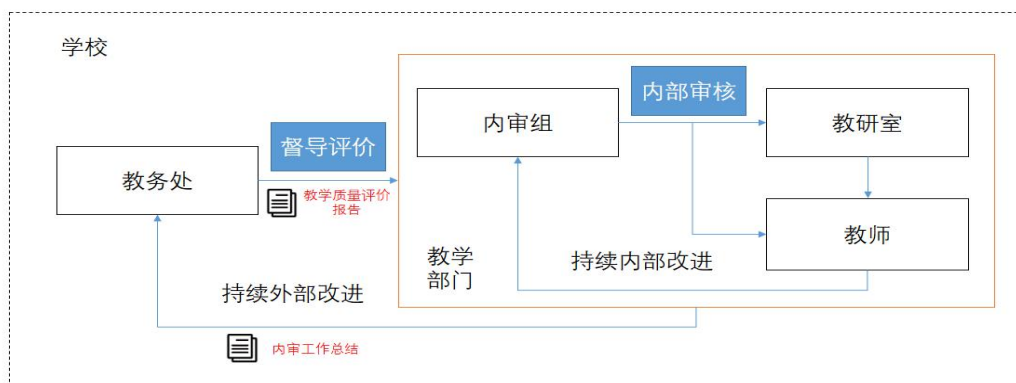 学校
内部审核
内审组
教研室
督导评价
教务处
教学质量评价
报告
教师
教学
部门
持续内部改进
持续外部改进
内审工作总结